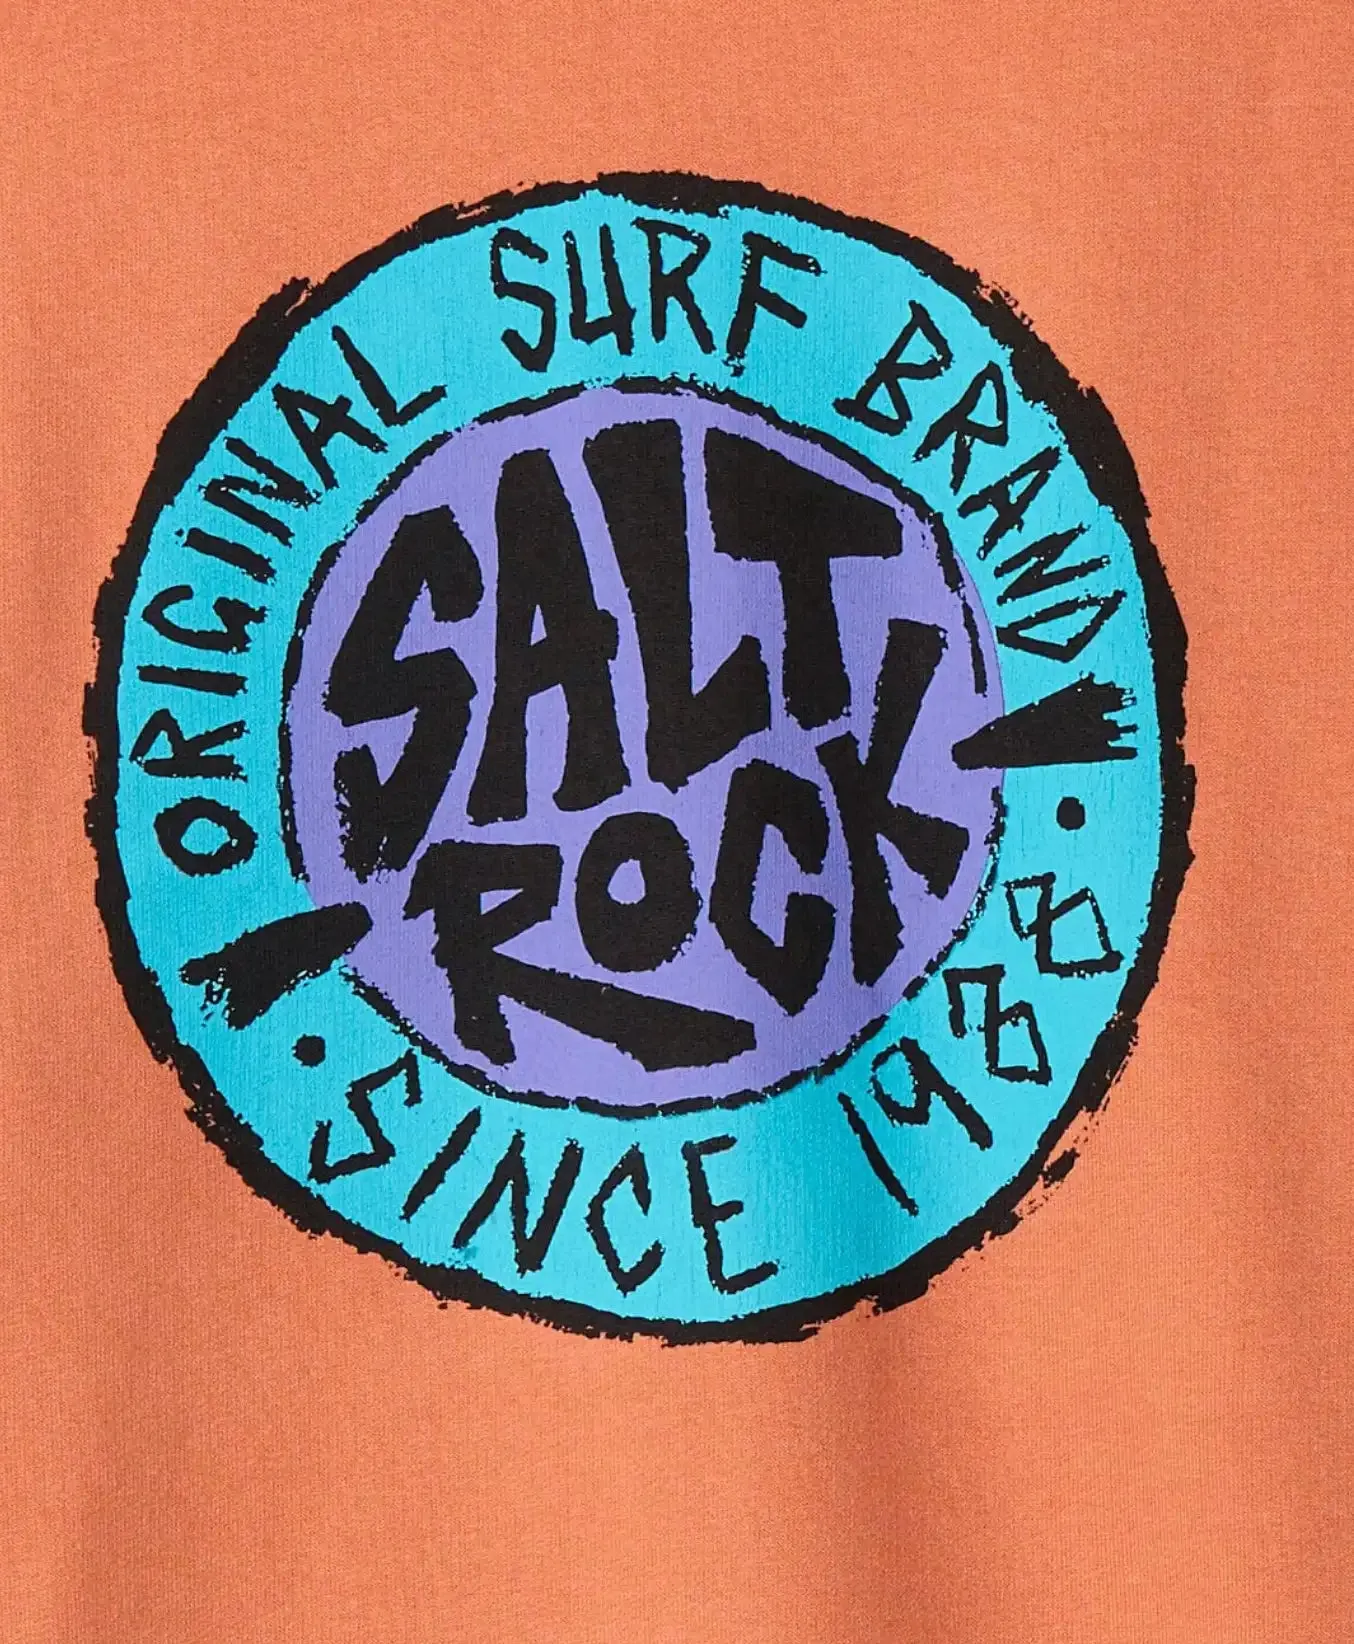 ORIGINAL SURF BRAND
SALT
ROCK
SINCE 1988